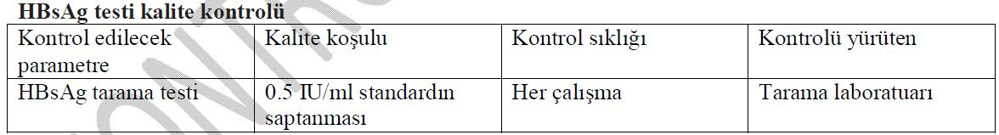 HBsAg testi kalite kontrolü
Kontrol edilecek parametre	Kalite koşulu	Kontrol sıklığı	Kontrolü yürüten
HBsAg tarama testi	0.5 IU/ml standardın saptanması	Her çalışma	Tarama laboratuarı